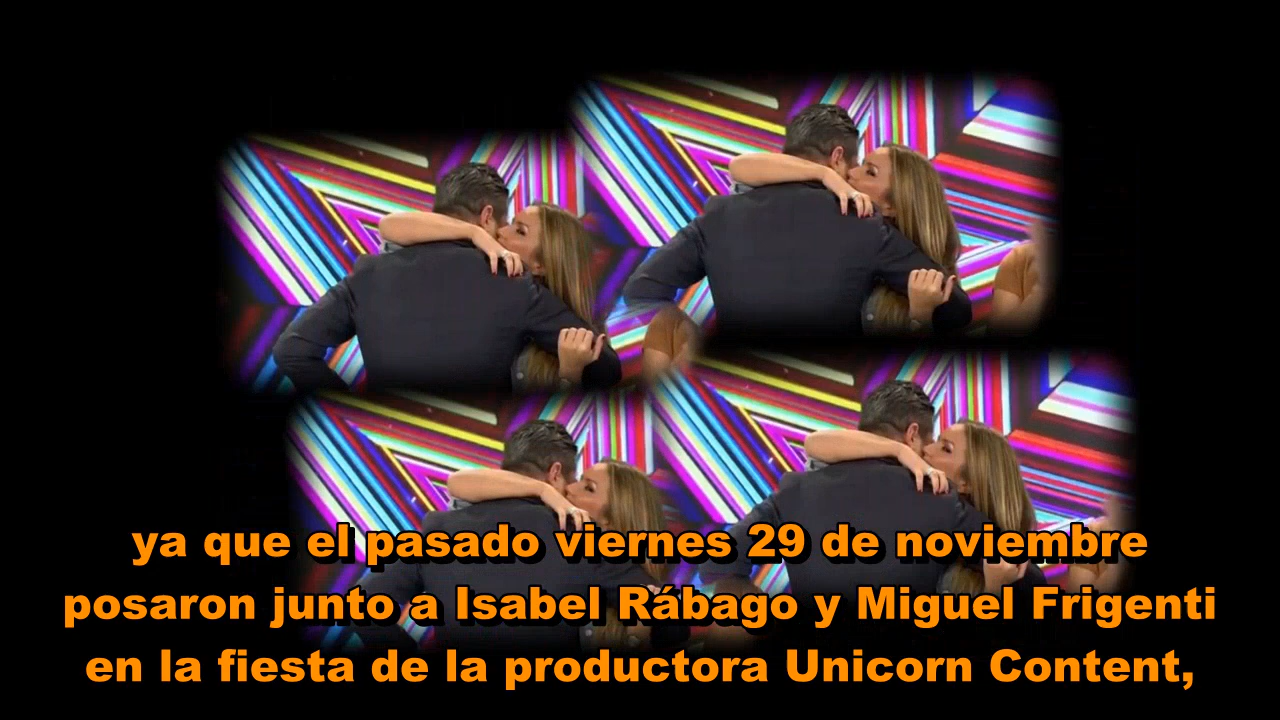 ya que el pasado viernes 29 de noviembre
posaron junto a Isabel Rábago y Miguel Frigenti
en la fiesta de la productora Unicorn Content,